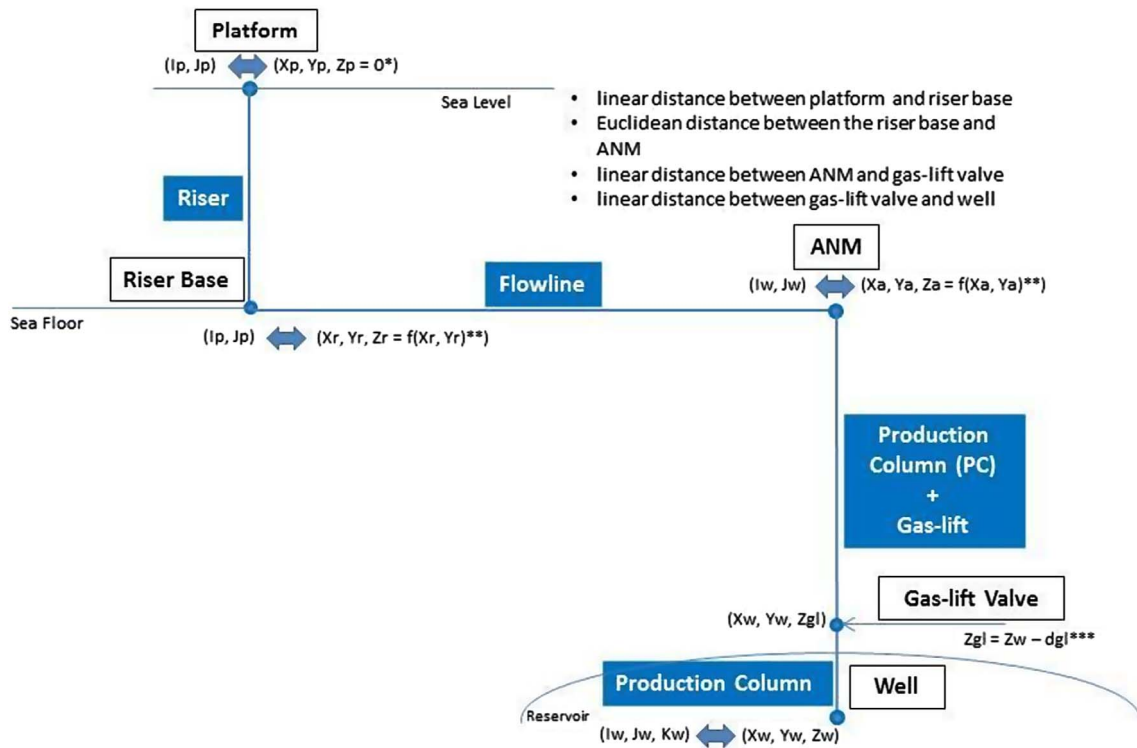 Platform
(Ip, Jp) (Xp, Yp, Zp = 0*)
Sea Level
• linear distance between platform and riser base
• Euclidean distance between the riser base and
ANM
• linear distance between ANM and gas-lift valve
• linear distance between gas-lift valve and well
Riser
ANM
Riser Base
Flowline
(Iw, Jw) (Xa, Ya, Za = f(Xa, Ya)**)
Sea Floor
(Ip, Jp) (Xr, Yr, Zr = f(Xr, Yr)**)
Production
Column (PC)
+
Gas-lift
Gas-lift Valve
(Xw, Yw, Zgl)
Zgl = Zw – dgl***
Production Column
Well
Reservoir
(Iw, Jw, Kw) (Xw, Yw, Zw)